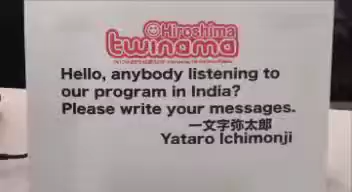 Hiroshima
twinama
Hello, anybody listening to
our program in India?
Please write your messages.
一文字弥太郎
Yataro Ichimonji